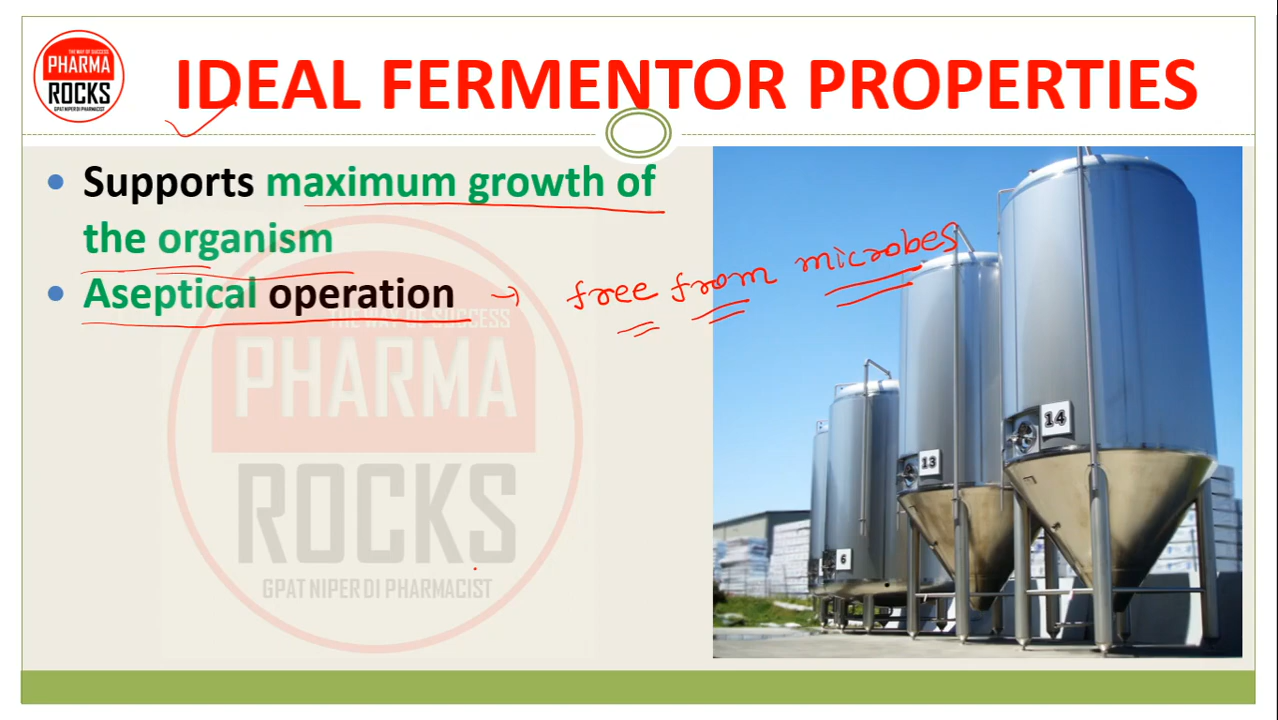 THE WAY OF SUCCESS
PHARMA
ROCKS
GPAT NIPER DI PHARMACIST
IDEAL FERMENTOR PROPERTIES
• Supports maximum growth of
the organism
• Aseptical operation → free from microbes
THE WAY OF SUCCESS
PHARMA
ROCKS
GPAT NIPER DI PHARMACIST
6
13
14